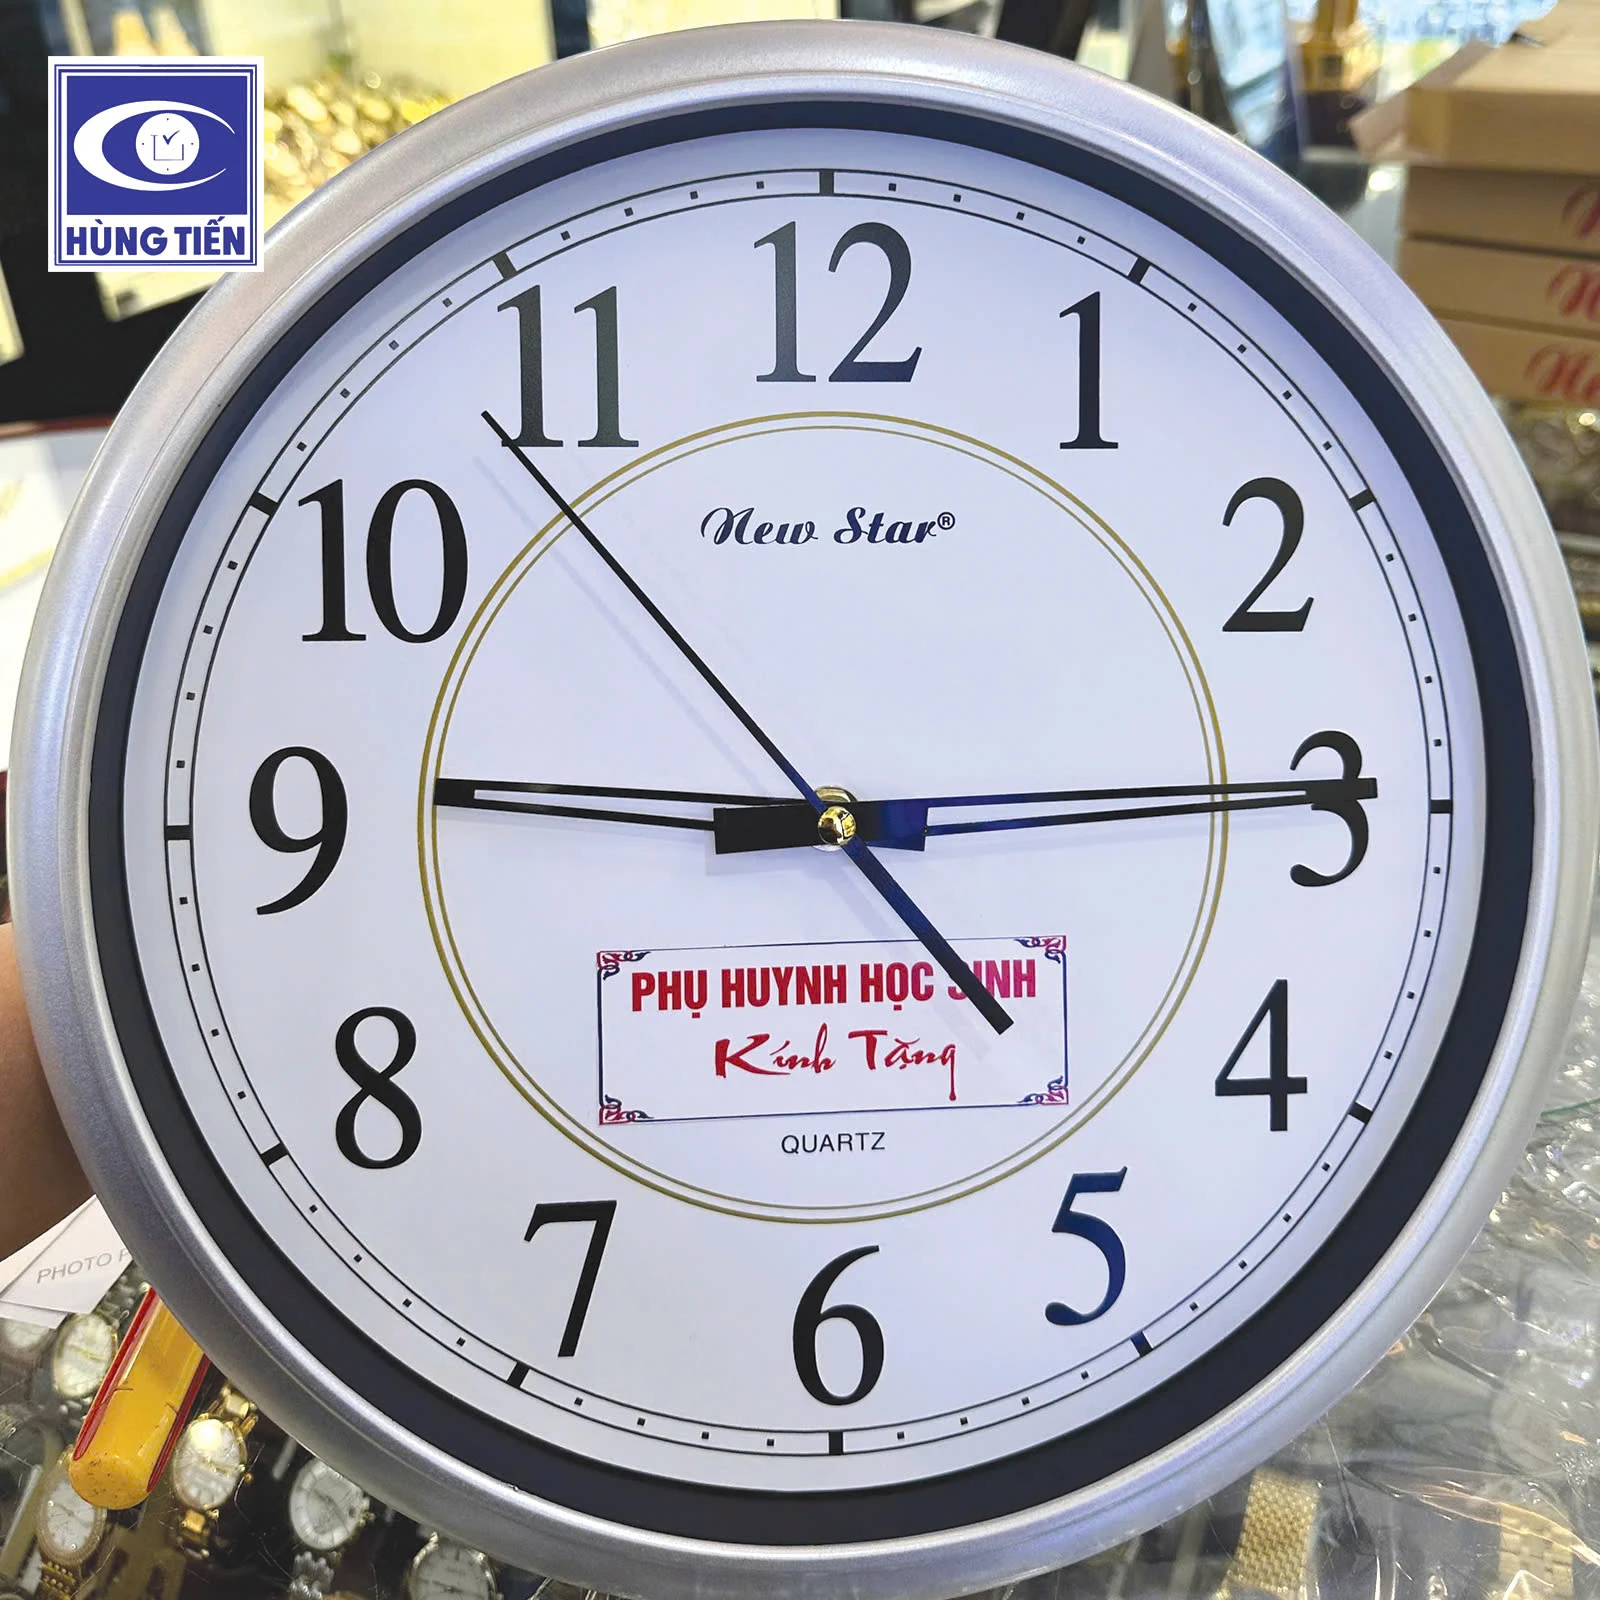 HÙNG TIẾN
12
11
1
10
2
New Star®
9
3
PHỤ HUYNH HỌC SINH
Kính Tặng
8
4
QUARTZ
7
5
6
PHOTO